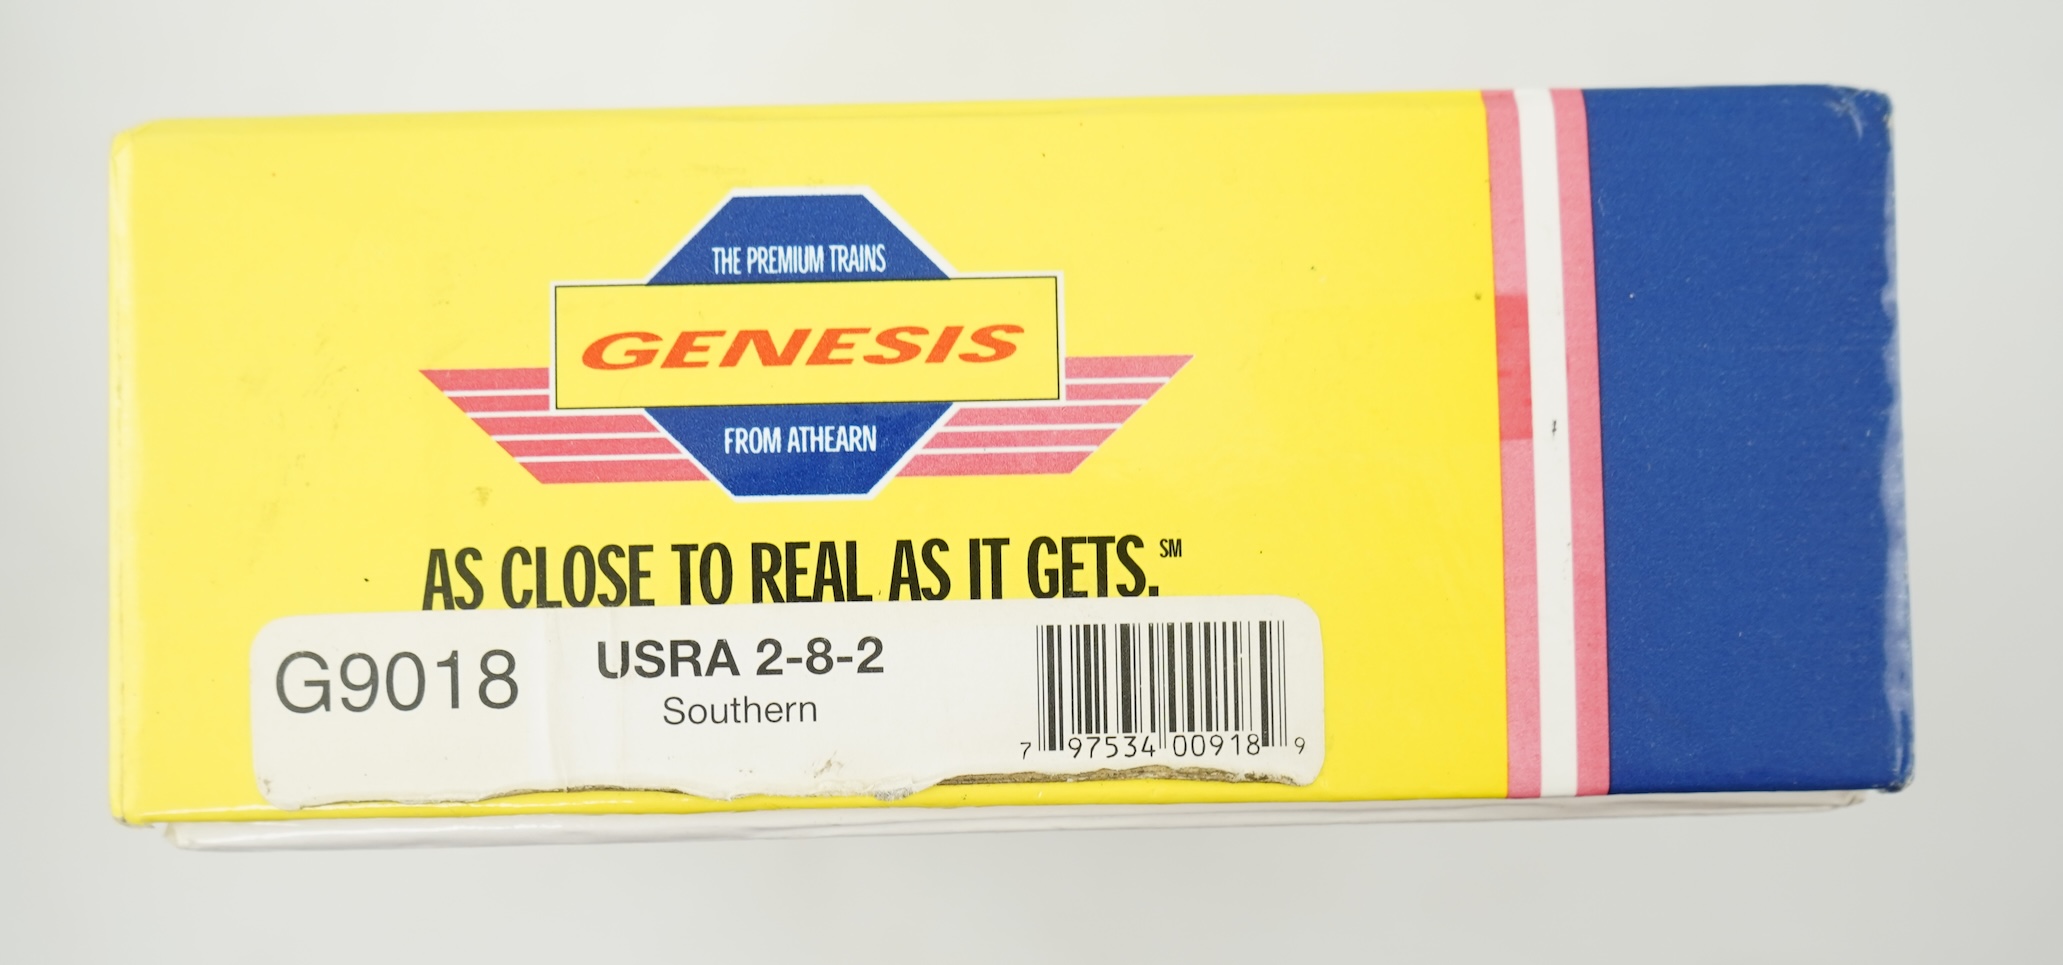 THE PREMIUM TRAINS
GENESIS
FROM ATHEARN
AS CLOSE TO REAL AS IT GETS.℠
G9018
USRA 2-8-2
Southern
7 97534 00918 9